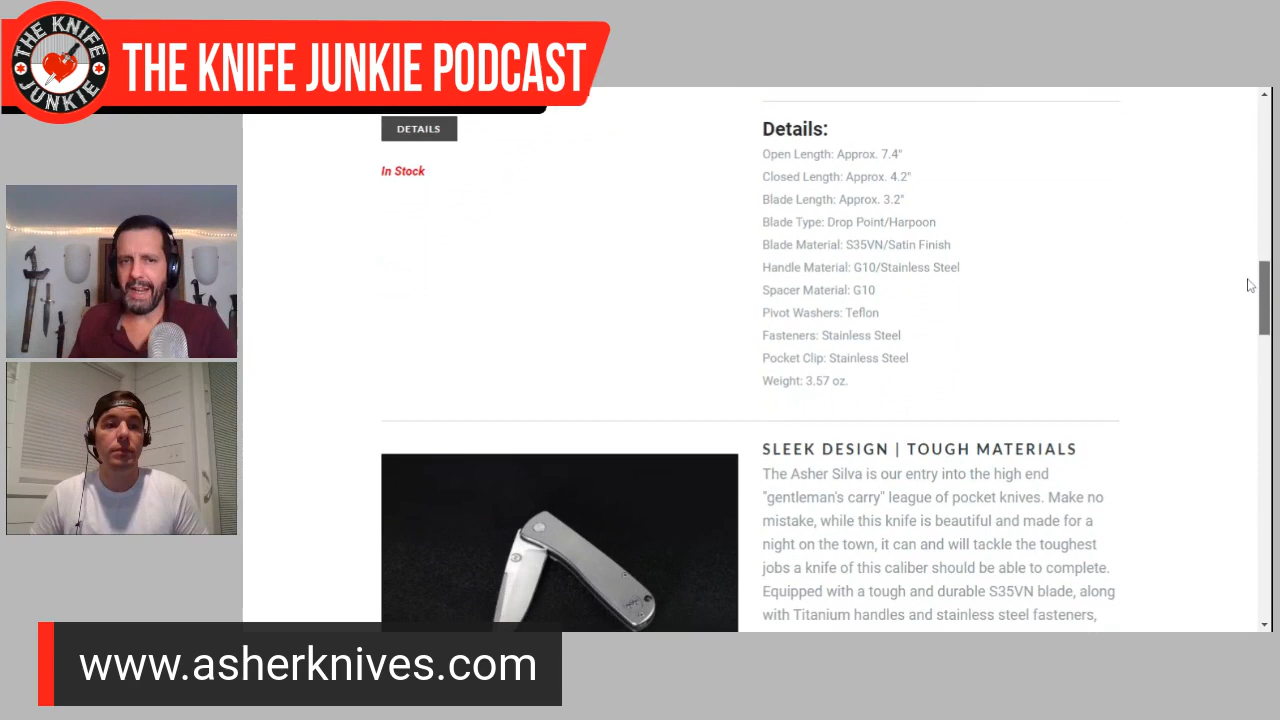 THE KNIFE
JUNKIE
THE KNIFE JUNKIE PODCAST
DETAILS
In Stock
Details:
Open Length: Approx. 7.4"
Closed Length: Approx. 4.2"
Blade Length: Approx. 3.2"
Blade Type: Drop Point/Harpoon
Blade Material: S35VN/Satin Finish
Handle Material: G10/Stainless Steel
Spacer Material: G10
Pivot Washers: Teflon
Fasteners: Stainless Steel
Pocket Clip: Stainless Steel
Weight: 3.57 oz.
SLEEK DESIGN | TOUGH MATERIALS
The Asher Silva is our entry into the high end
"gentleman's carry" league of pocket knives. Make no
mistake, while this knife is beautiful and made for a
night on the town, it can and will tackle the toughest
jobs a knife of this caliber should be able to complete.
Equipped with a tough and durable S35VN blade, along
with Titanium handles and stainless steel fasteners,
www.asherknives.com